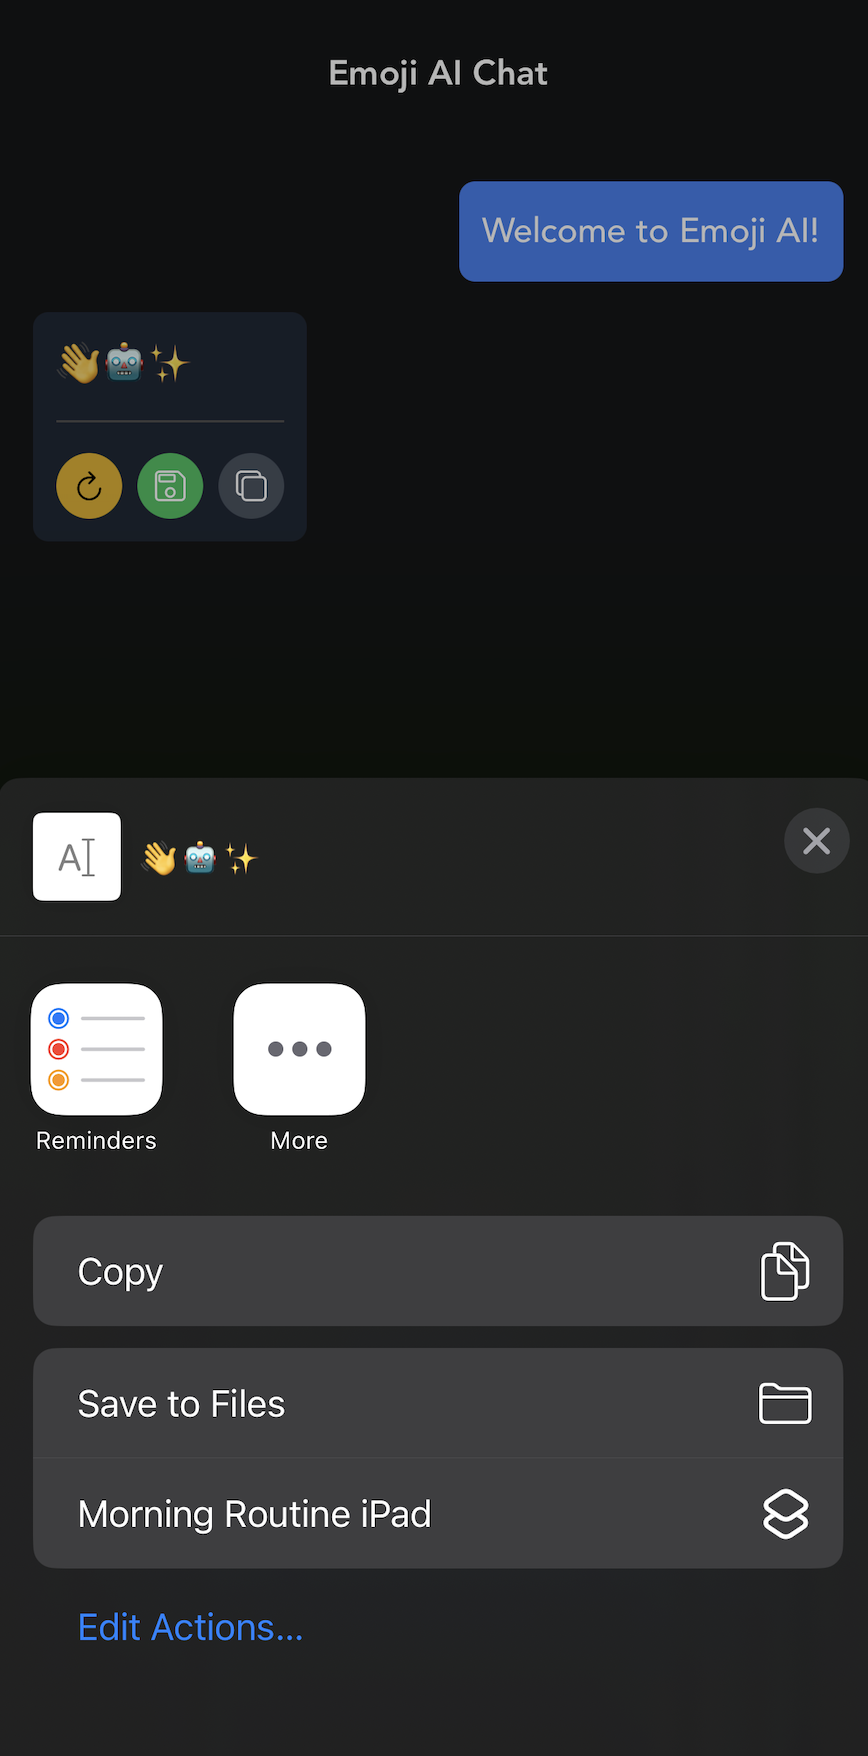 Emoji AI Chat
Welcome to Emoji AI!
👋🤖✨
A
👋🤖✨
Reminders
More
Copy
Save to Files
Morning Routine iPad
Edit Actions...